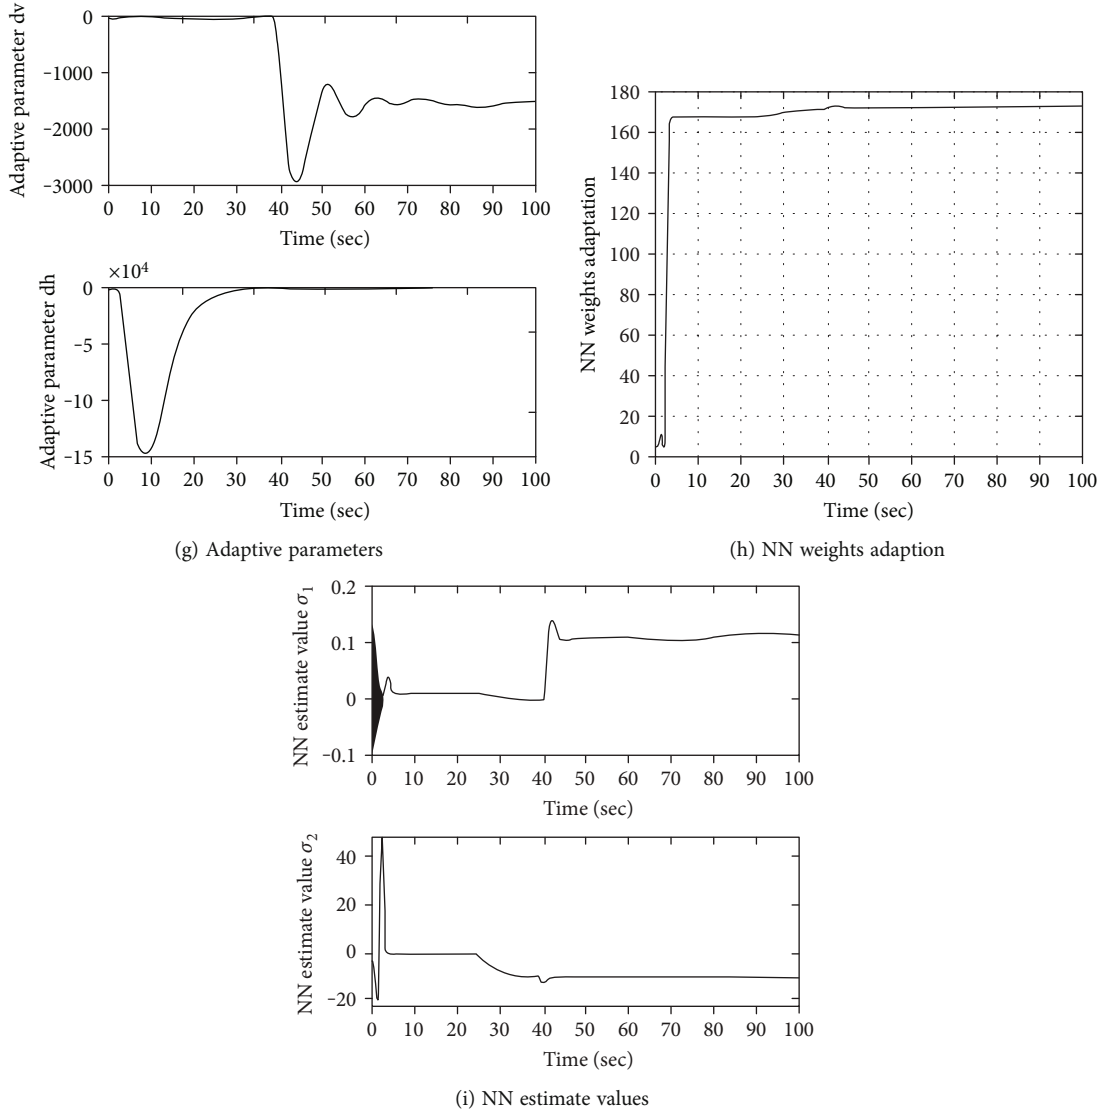 Adaptive parameter dv
0
-1000
-2000
-3000
0 10 20 30 40 50 60 70 80 90 100
Time (sec)
×10⁴
Adaptive parameter dh
0
-5
-10
-15
0 10 20 30 40 50 60 70 80 90 100
Time (sec)
(g) Adaptive parameters
NN weights adaptation
180
160
140
120
100
80
60
40
20
0
0 10 20 30 40 50 60 70 80 90 100
Time (sec)
(h) NN weights adaption
NN estimate value σ₁
0.2
0.1
0
-0.1
0 10 20 30 40 50 60 70 80 90 100
Time (sec)
NN estimate value σ₂
40
20
0
-20
0 10 20 30 40 50 60 70 80 90 100
Time (sec)
(i) NN estimate values